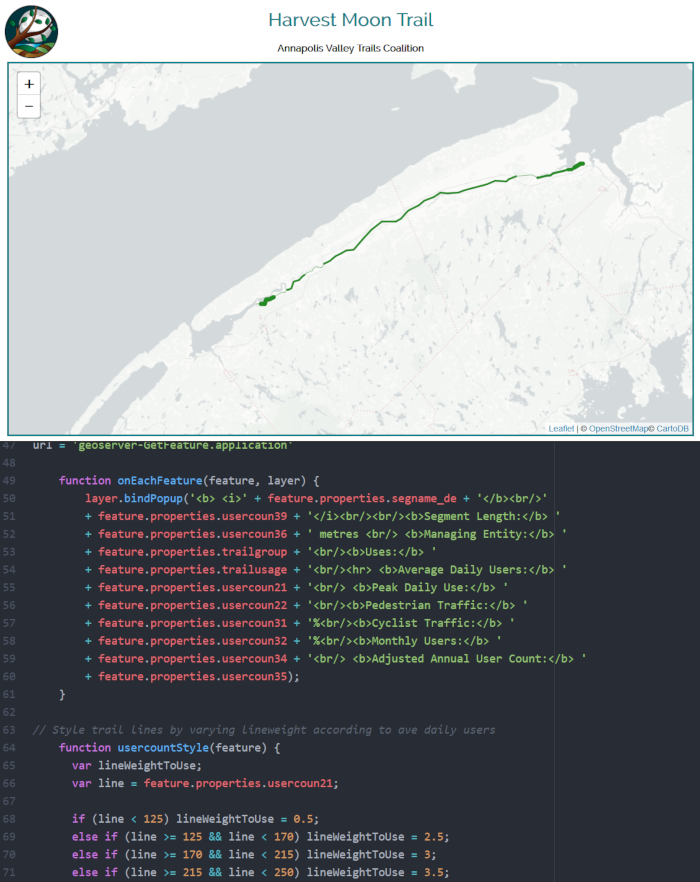 Harvest Moon Trail
Annapolis Valley Trails Coalition
+
−
Leaflet | © OpenStreetMap© CartoDB
47 url = 'geoserver-GetFeature.application'
48
49 function onEachFeature(feature, layer) {
50 layer.bindPopup('<b> <i>' + feature.properties.segname_de + '</b><br/>'
51 + feature.properties.usercoun39 + '</i><br/><br/><b>Segment Length:</b> '
52 + feature.properties.usercoun36 + ' metres <br/> <b>Managing Entity:</b> '
53 + feature.properties.trailgroup + '<br/><b>Uses:</b> '
54 + feature.properties.trailusage + '<br/><hr> <b>Average Daily Users:</b> '
55 + feature.properties.usercoun21 + '<br/> <b>Peak Daily Use:</b> '
56 + feature.properties.usercoun22 + '<br/><b>Pedestrian Traffic:</b> '
57 + feature.properties.usercoun31 + '%<br/><b>Cyclist Traffic:</b> '
58 + feature.properties.usercoun32 + '%<br/><b>Monthly Users:</b> '
59 + feature.properties.usercoun34 + '<br/> <b>Adjusted Annual User Count:</b> '
60 + feature.properties.usercoun35);
61 }
62
63 // Style trail lines by varying lineweight according to ave daily users
64 function usercountStyle(feature) {
65 var lineWeightToUse;
66 var line = feature.properties.usercoun21;
67
68 if (line < 125) lineWeightToUse = 0.5;
69 else if (line >= 125 && line < 170) lineWeightToUse = 2.5;
70 else if (line >= 170 && line < 215) lineWeightToUse = 3;
71 else if (line >= 215 && line < 250) lineWeightToUse = 3.5;